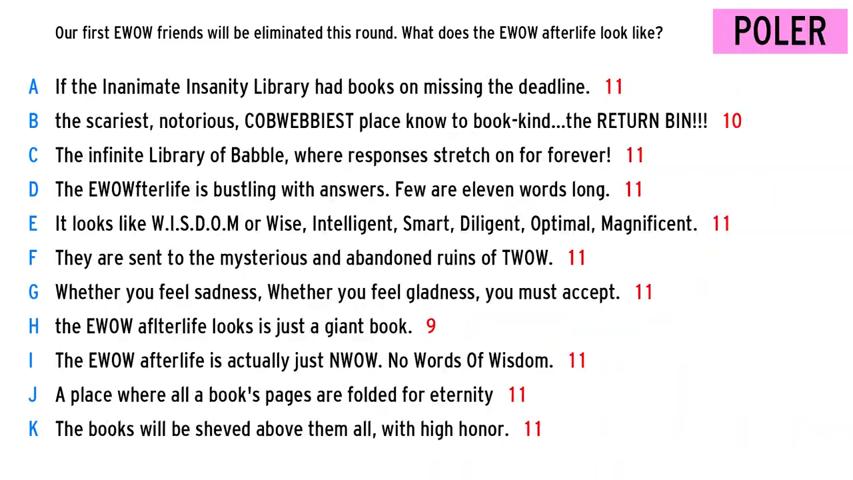 Our first EWOW friends will be eliminated this round. What does the EWOW afterlife look like?
POLER
A If the Inanimate Insanity Library had books on missing the deadline. 11
B the scariest, notorious, COBWEBBIEST place know to book-kind...the RETURN BIN!!! 10
C The infinite Library of Babble, where responses stretch on for forever! 11
D The EWOWfterlife is bustling with answers. Few are eleven words long. 11
E It looks like W.I.S.D.O.M or Wise, Intelligent, Smart, Diligent, Optimal, Magnificent. 11
F They are sent to the mysterious and abandoned ruins of TWOW. 11
G Whether you feel sadness, Whether you feel gladness, you must accept. 11
H the EWOW aflterlife looks is just a giant book. 9
I The EWOW afterlife is actually just NWOW. No Words Of Wisdom. 11
J A place where all a book's pages are folded for eternity 11
K The books will be sheved above them all, with high honor. 11